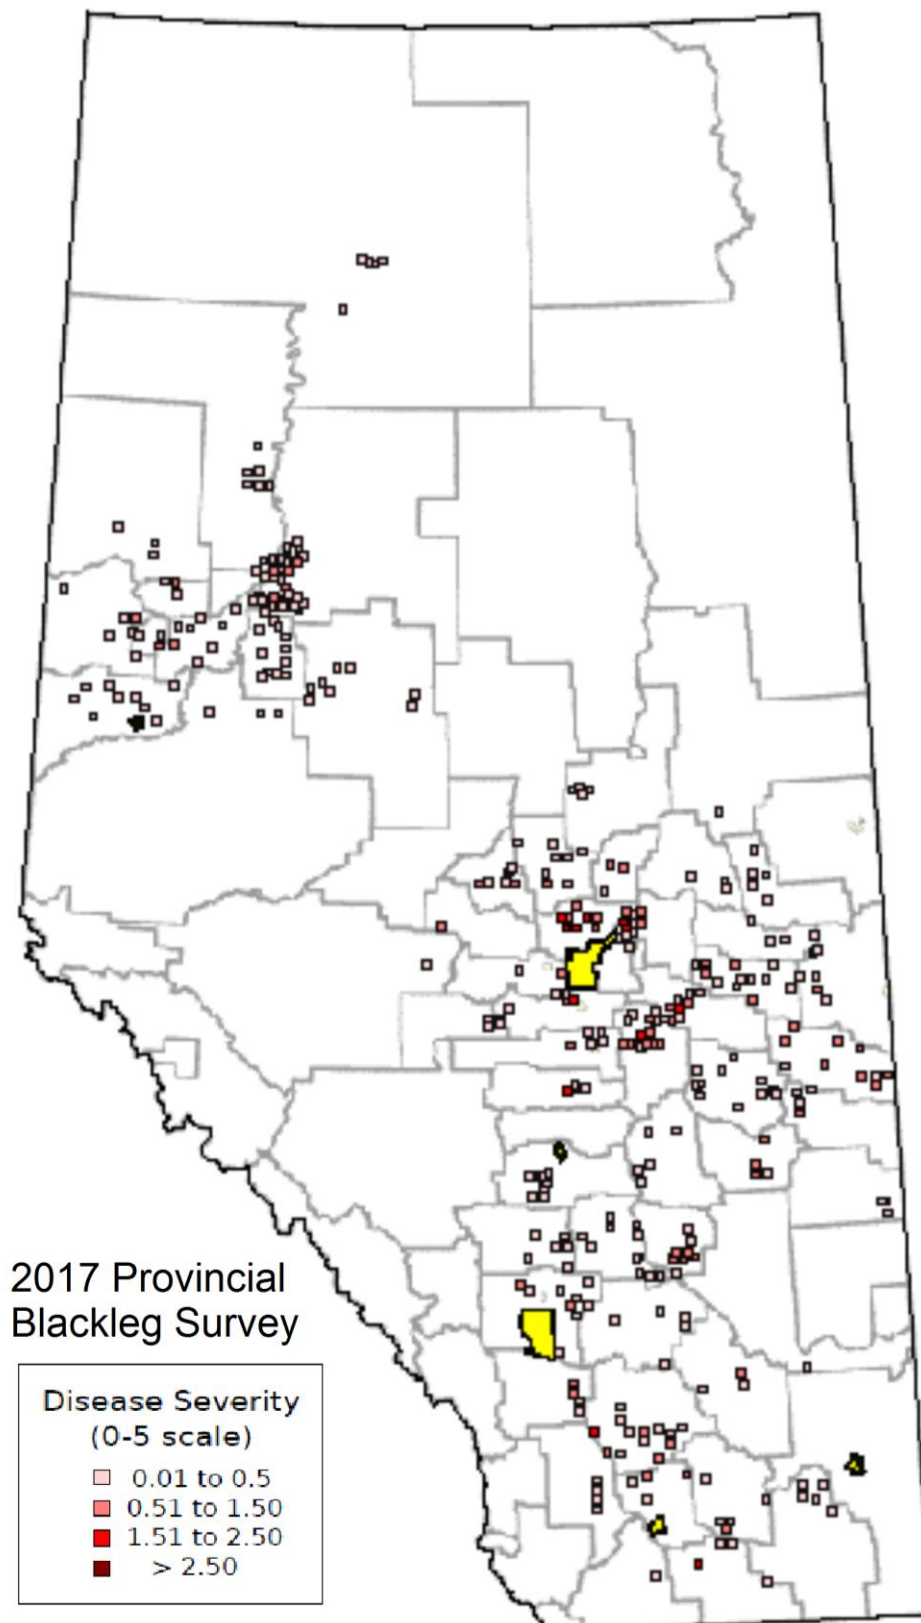 2017 Provincial
Blackleg Survey
Disease Severity
(0-5 scale)
0.01 to 0.5
0.51 to 1.50
1.51 to 2.50
> 2.50